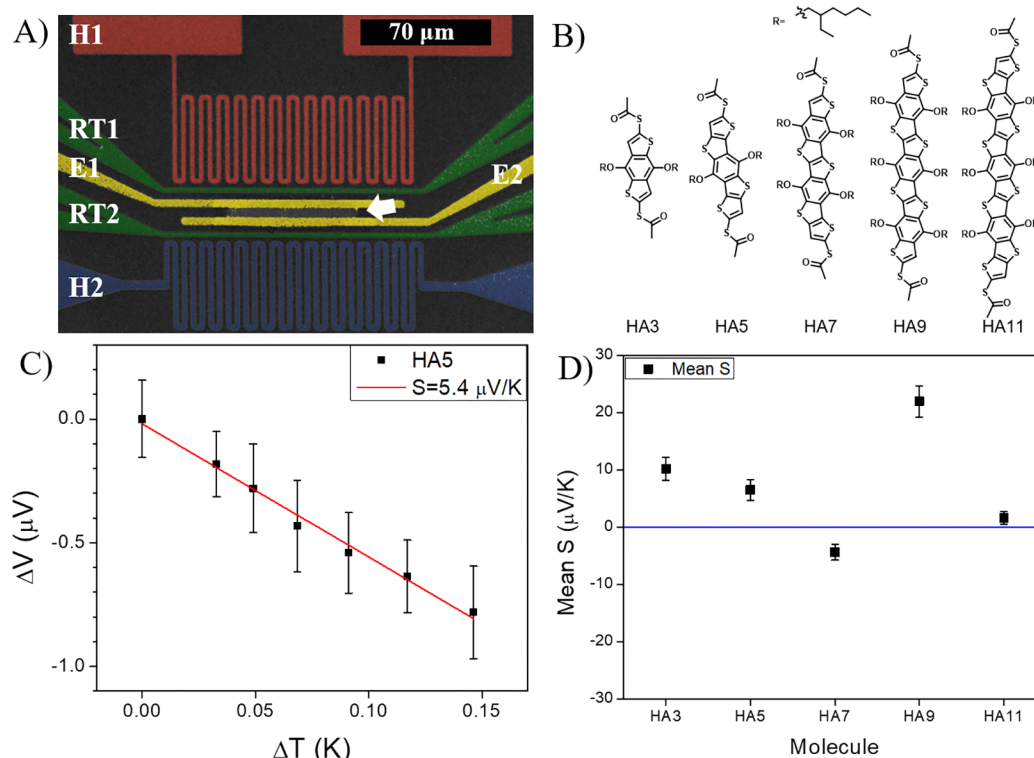 A)
H1
70 µm
RT1
E1
E2
RT2
H2
B)
R=
O
S
S
S
RO
OR
S
O
HA3
HA5
HA7
HA9
HA11
C)
HA5
S=5.4 µV/K
ΔV (µV)
0.0
-0.5
-1.0
0.00
0.05
0.10
0.15
ΔT (K)
D)
Mean S
Mean S (µV/K)
30
20
10
0
-10
-20
-30
HA3
HA5
HA7
HA9
HA11
Molecule